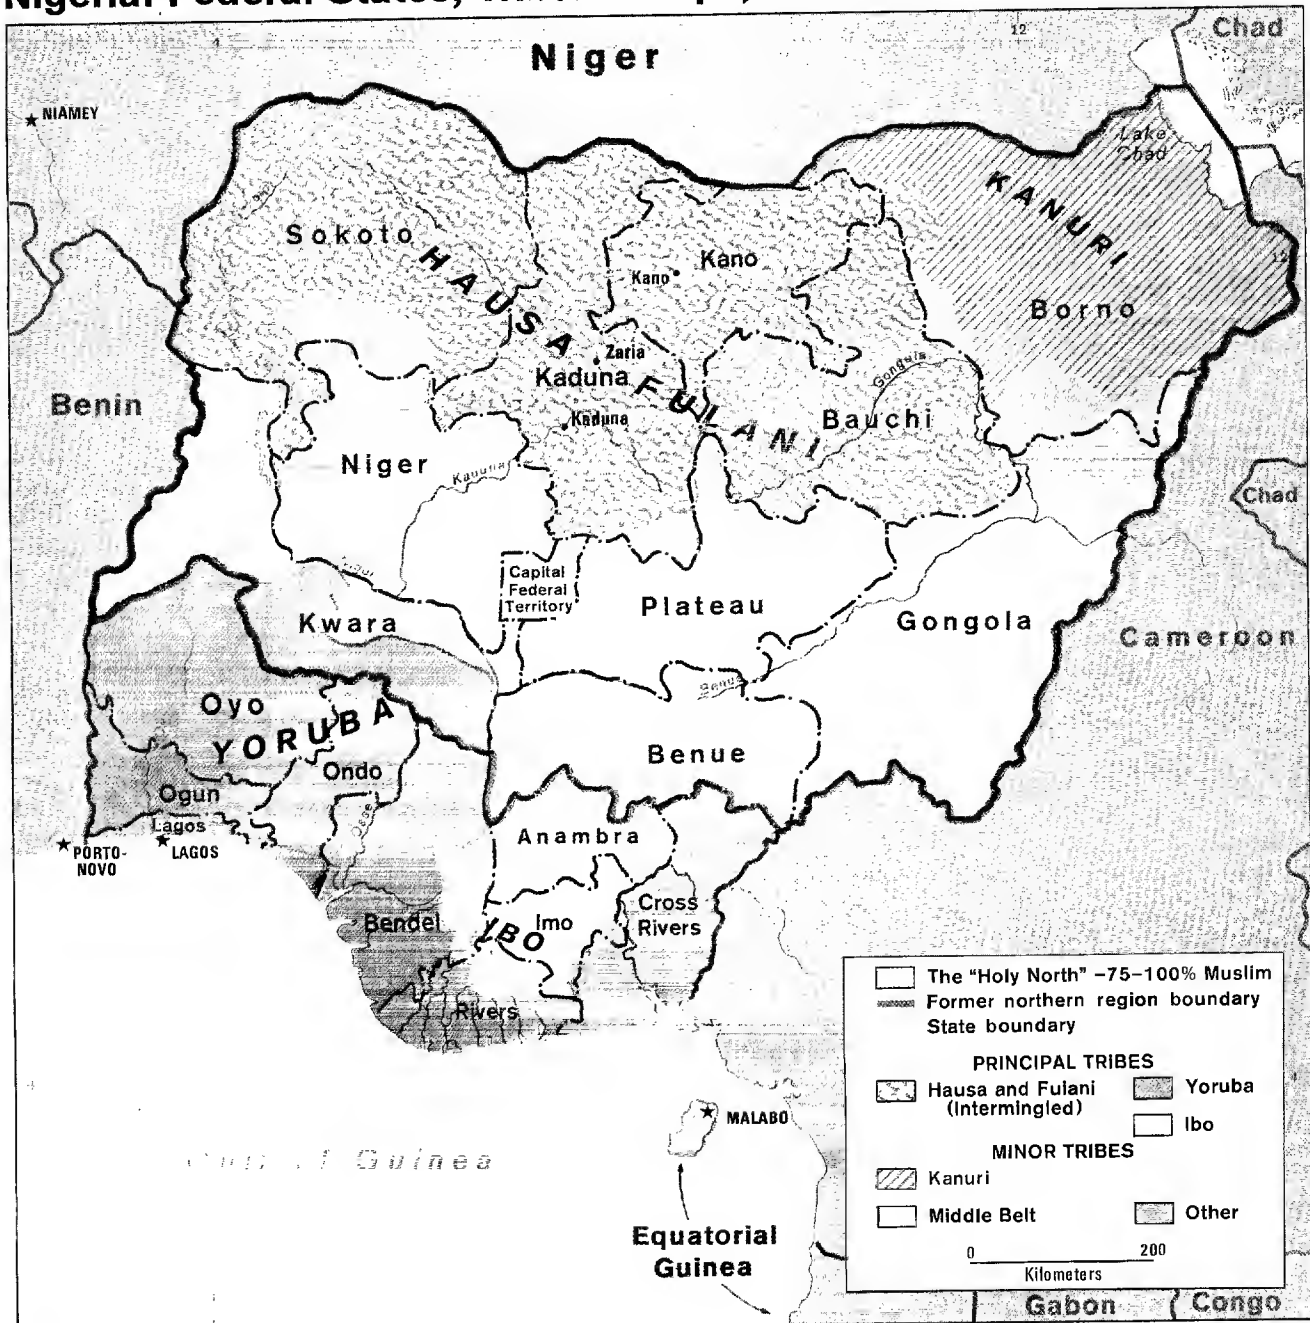 Niger
Chad
12
NIAMEY
Lake
Chad
KANURI
Sokoto
HAUSA
Kano
Kano
12
Borno
Zaria
Kaduna
Gongola
Benin
FULANI
Kaduna
Bauchi
Niger
Kaduna
Chad
Capital
Federal
Territory
Plateau
Kwara
Gongola
Cameroon
Benue
Oyo
YORUBA
Benue
Ondo
Ogun
Osse
Lagos
LAGOS
PORTO-
NOVO
Anambra
Cross
Rivers
Bendel
Imo
IBO
Rivers
The "Holy North" -75-100% Muslim
Former northern region boundary
State boundary
PRINCIPAL TRIBES
Hausa and Fulani
(Intermingled)
Yoruba
Ibo
MINOR TRIBES
Kanuri
Middle Belt
Other
0 200
Kilometers
MALABO
Guinea
Equatorial
Guinea
Gabon
Congo